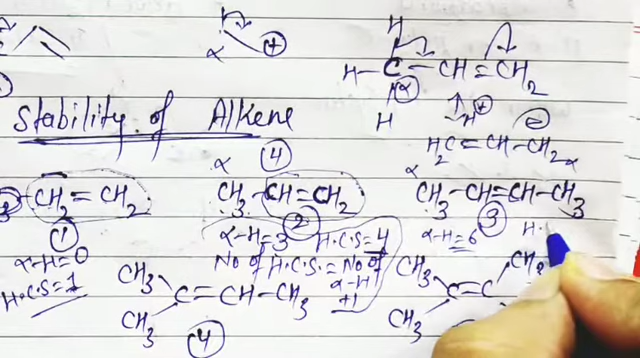 H
α +
H - C - CH = CH2
α
H
H+
Stability of Alkene
H2C = CH - CH2
α 4 α α
CH2 = CH2 CH3 - CH = CH2 CH3 - CH = CH - CH3
1 2 3
α-H = 0 α-H = 3 H.C.S = 4 α-H = 6 H.
H.C.S = 1 No of H.C.S. = No of α-H +1
CH3 C = CH - CH3 CH3 C = C CH3
CH3 CH3
4